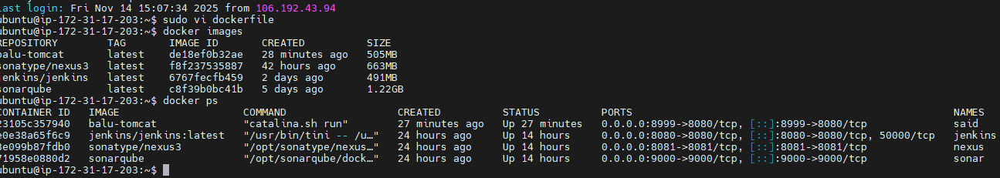 Last login: Fri Nov 14 15:07:34 2025 from 106.192.43.94
ubuntu@ip-172-31-17-203:~$ sudo vi dockerfile
ubuntu@ip-172-31-17-203:~$ docker images
REPOSITORY TAG IMAGE ID CREATED SIZE
balu-tomcat latest de18ef0b32ae 28 minutes ago 505MB
sonatype/nexus3 latest f8f237535887 42 hours ago 663MB
jenkins/jenkins latest 6767fecfb459 2 days ago 491MB
sonarqube latest c8f39b0bc41b 5 days ago 1.22GB
ubuntu@ip-172-31-17-203:~$ docker ps
CONTAINER ID IMAGE COMMAND CREATED STATUS PORTS NAMES
23105c357940 balu-tomcat "catalina.sh run" 27 minutes ago Up 27 minutes 0.0.0.0:8999->8080/tcp, [::]:8999->8080/tcp said
e0e38a65f6c9 jenkins/jenkins:latest "/usr/bin/tini -- /u…" 24 hours ago Up 14 hours 0.0.0.0:8080->8080/tcp, [::]:8080->8080/tcp, 50000/tcp jenkins
3e099b87fdb0 sonatype/nexus3 "/opt/sonatype/nexus…" 24 hours ago Up 14 hours 0.0.0.0:8081->8081/tcp, [::]:8081->8081/tcp nexus
71958e0880d2 sonarqube "/opt/sonarqube/dock…" 24 hours ago Up 14 hours 0.0.0.0:9000->9000/tcp, [::]:9000->9000/tcp sonar
ubuntu@ip-172-31-17-203:~$